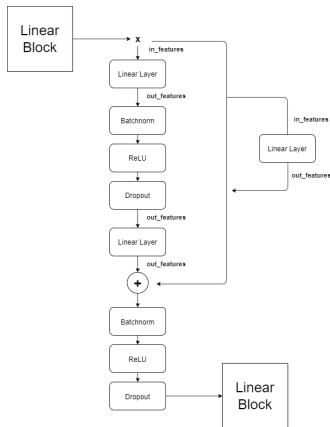 Linear
Block
x
in_features
Linear Layer
out_features
Batchnorm
ReLU
Dropout
out_features
Linear Layer
out_features
+
Batchnorm
ReLU
Dropout
in_features
Linear Layer
out_features
Linear
Block